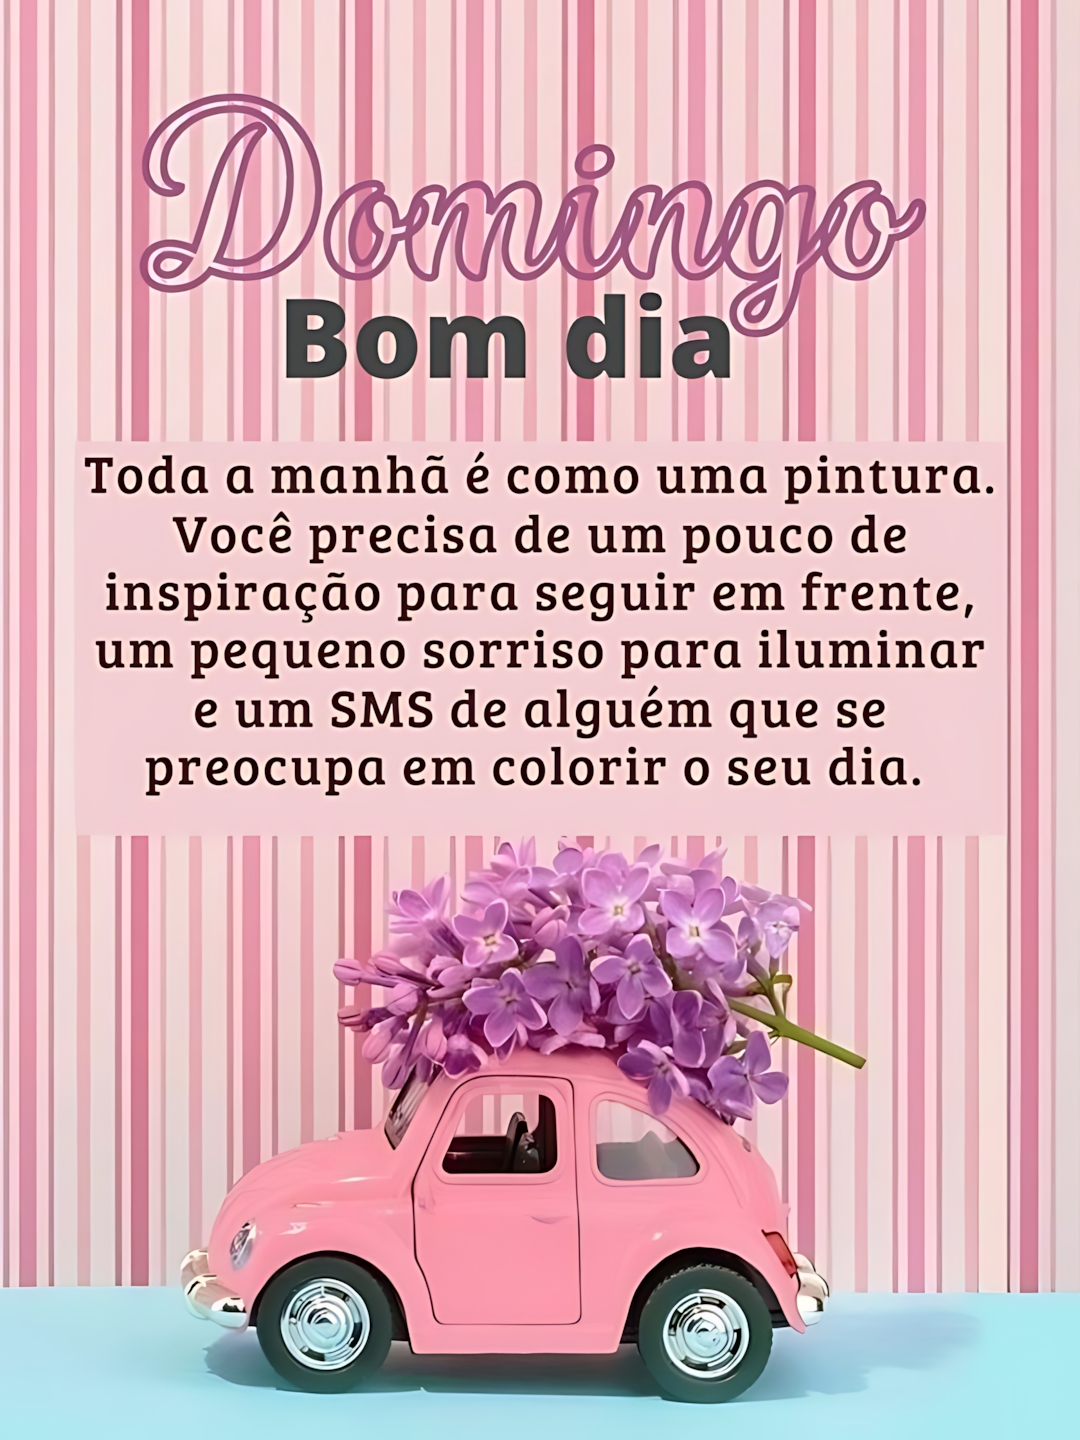 Domingo
Bom dia
Toda a manhã é como uma pintura.
Você precisa de um pouco de
inspiração para seguir em frente,
um pequeno sorriso para iluminar
e um SMS de alguém que se
preocupa em colorir o seu dia.